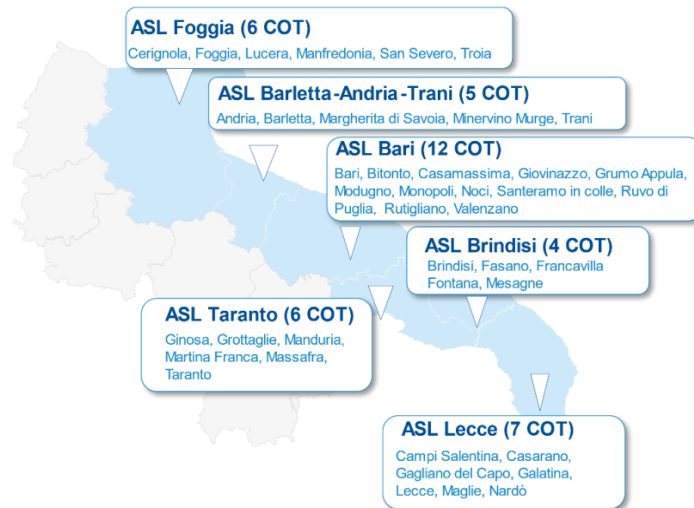 ASL Foggia (6 COT)
Cerignola, Foggia, Lucera, Manfredonia, San Severo, Troia
ASL Barletta-Andria-Trani (5 COT)
Andria, Barletta, Margherita di Savoia, Minervino Murge, Trani
ASL Bari (12 COT)
Bari, Bitonto, Casamassima, Giovinazzo, Grumo Appula,
Modugno, Monopoli, Noci, Santeramo in colle, Ruvo di
Puglia, Rutigliano, Valenzano
ASL Brindisi (4 COT)
Brindisi, Fasano, Francavilla
Fontana, Mesagne
ASL Taranto (6 COT)
Ginosa, Grottaglie, Manduria,
Martina Franca, Massafra,
Taranto
ASL Lecce (7 COT)
Campi Salentina, Casarano,
Gagliano del Capo, Galatina,
Lecce, Maglie, Nardò